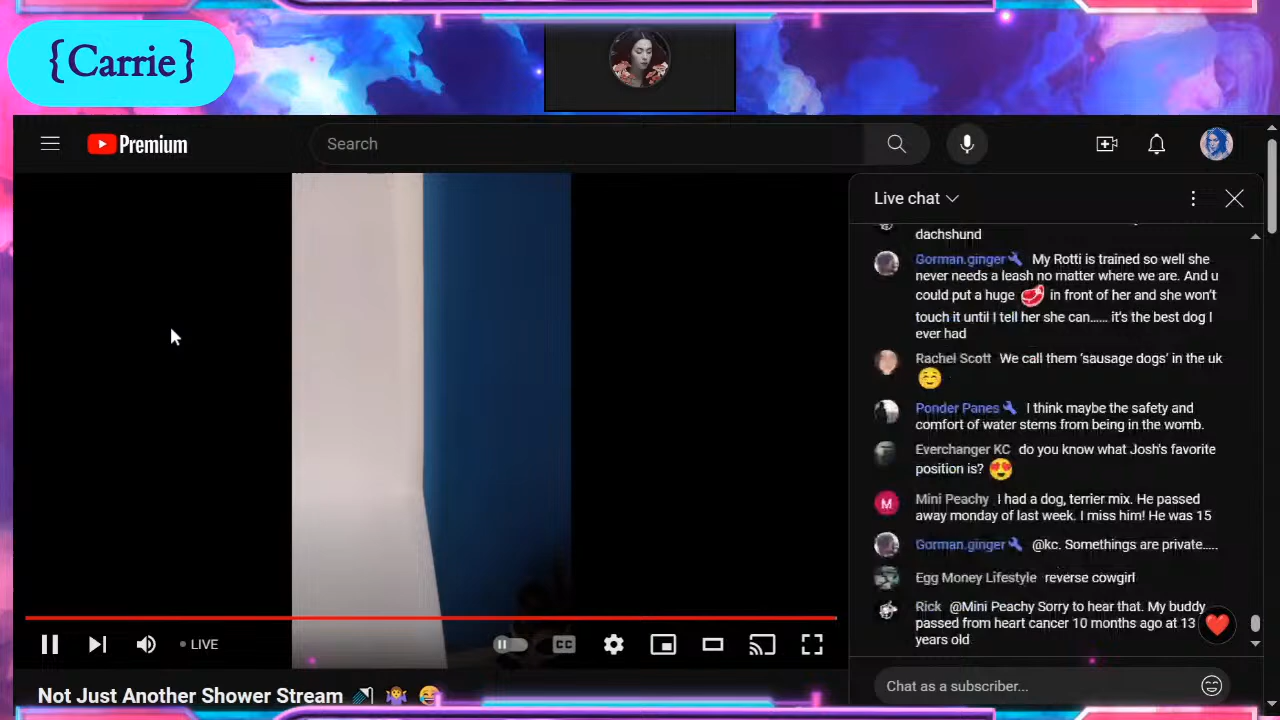 {Carrie}
Premium
Search
Live chat
dachshund
Gorman.ginger My Rotti is trained so well she
never needs a leash no matter where we are. And u
could put a huge 🥩 in front of her and she won't
touch it until I tell her she can...... it's the best dog I
ever had
Rachel Scott We call them 'sausage dogs' in the uk
☺️
Ponder Panes I think maybe the safety and
comfort of water stems from being in the womb.
Everchanger KC do you know what Josh's favorite
position is? 😍
M
Mini Peachy I had a dog, terrier mix. He passed
away monday of last week. I miss him! He was 15
Gorman.ginger @kc. Somethings are private.....
Egg Money Lifestyle reverse cowgirl
Rick @Mini Peachy Sorry to hear that. My buddy
passed from heart cancer 10 months ago at 13
years old
LIVE
CC
Chat as a subscriber...
Not Just Another Shower Stream 🚿 🤷‍♀️ 😂